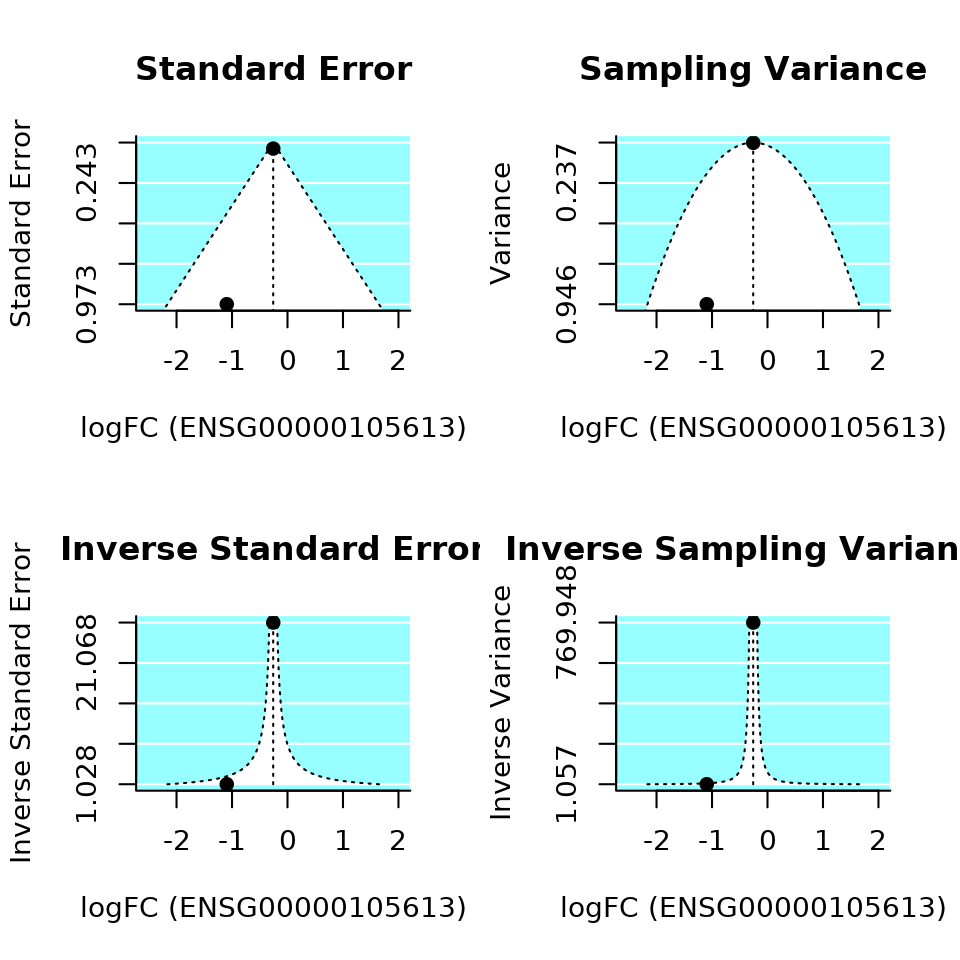 Standard Error
Standard Error
0.243
0.973
-2 -1 0 1 2
logFC (ENSG00000105613)
Sampling Variance
Variance
0.237
0.946
-2 -1 0 1 2
logFC (ENSG00000105613)
Inverse Standard Error
Inverse Standard Error
21.068
1.028
-2 -1 0 1 2
logFC (ENSG00000105613)
Inverse Sampling Varian
Inverse Variance
769.948
1.057
-2 -1 0 1 2
logFC (ENSG00000105613)